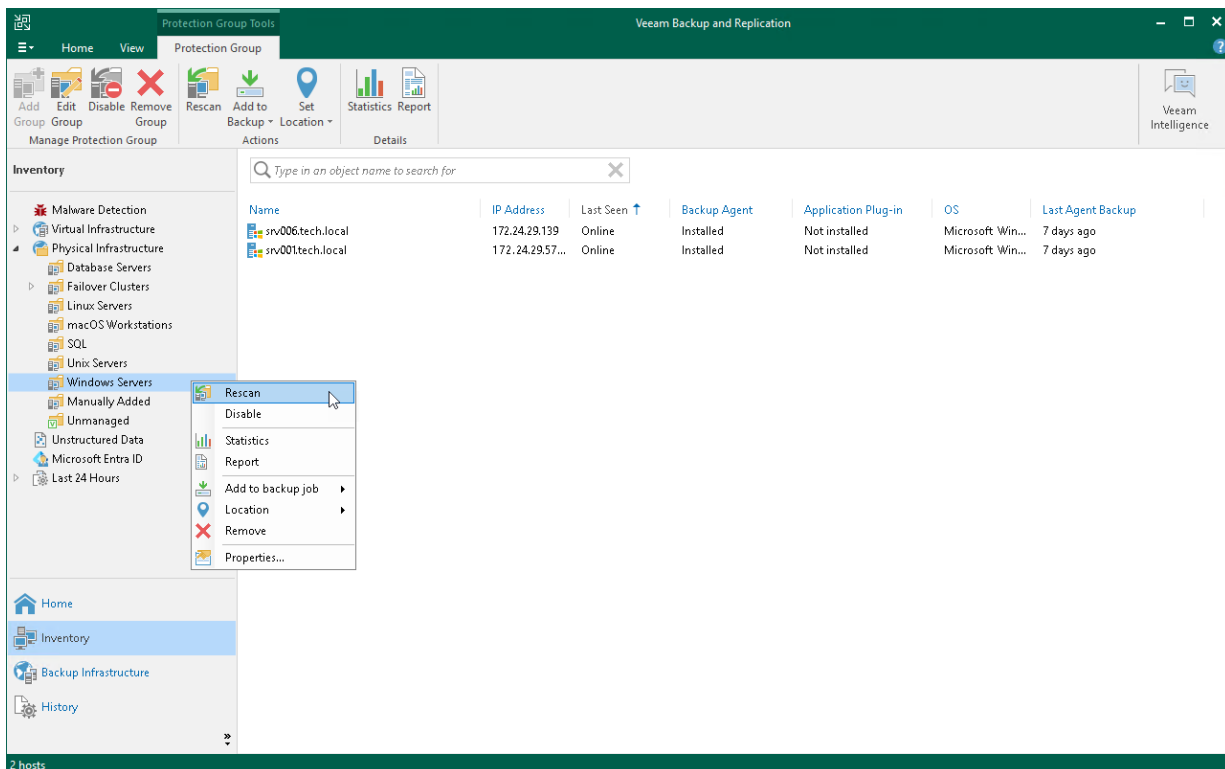 Protection Group Tools
Veeam Backup and Replication
Home View Protection Group
Add Group
Edit Group
Disable
Remove Group
Rescan
Add to Backup
Set Location
Statistics
Report
Veeam Intelligence
Manage Protection Group
Actions
Details
Inventory
Type in an object name to search for
Malware Detection
Virtual Infrastructure
Physical Infrastructure
Database Servers
Failover Clusters
Linux Servers
macOS Workstations
SQL
Unix Servers
Windows Servers
Manually Added
Unmanaged
Unstructured Data
Microsoft Entra ID
Last 24 Hours
Name IP Address Last Seen Backup Agent Application Plug-in OS Last Agent Backup
srv006.tech.local 172.24.29.139 Online Installed Not installed Microsoft Win... 7 days ago
srv001.tech.local 172.24.29.57... Online Installed Not installed Microsoft Win... 7 days ago
Rescan
Disable
Statistics
Report
Add to backup job
Location
Remove
Properties...
Home
Inventory
Backup Infrastructure
History
2 hosts